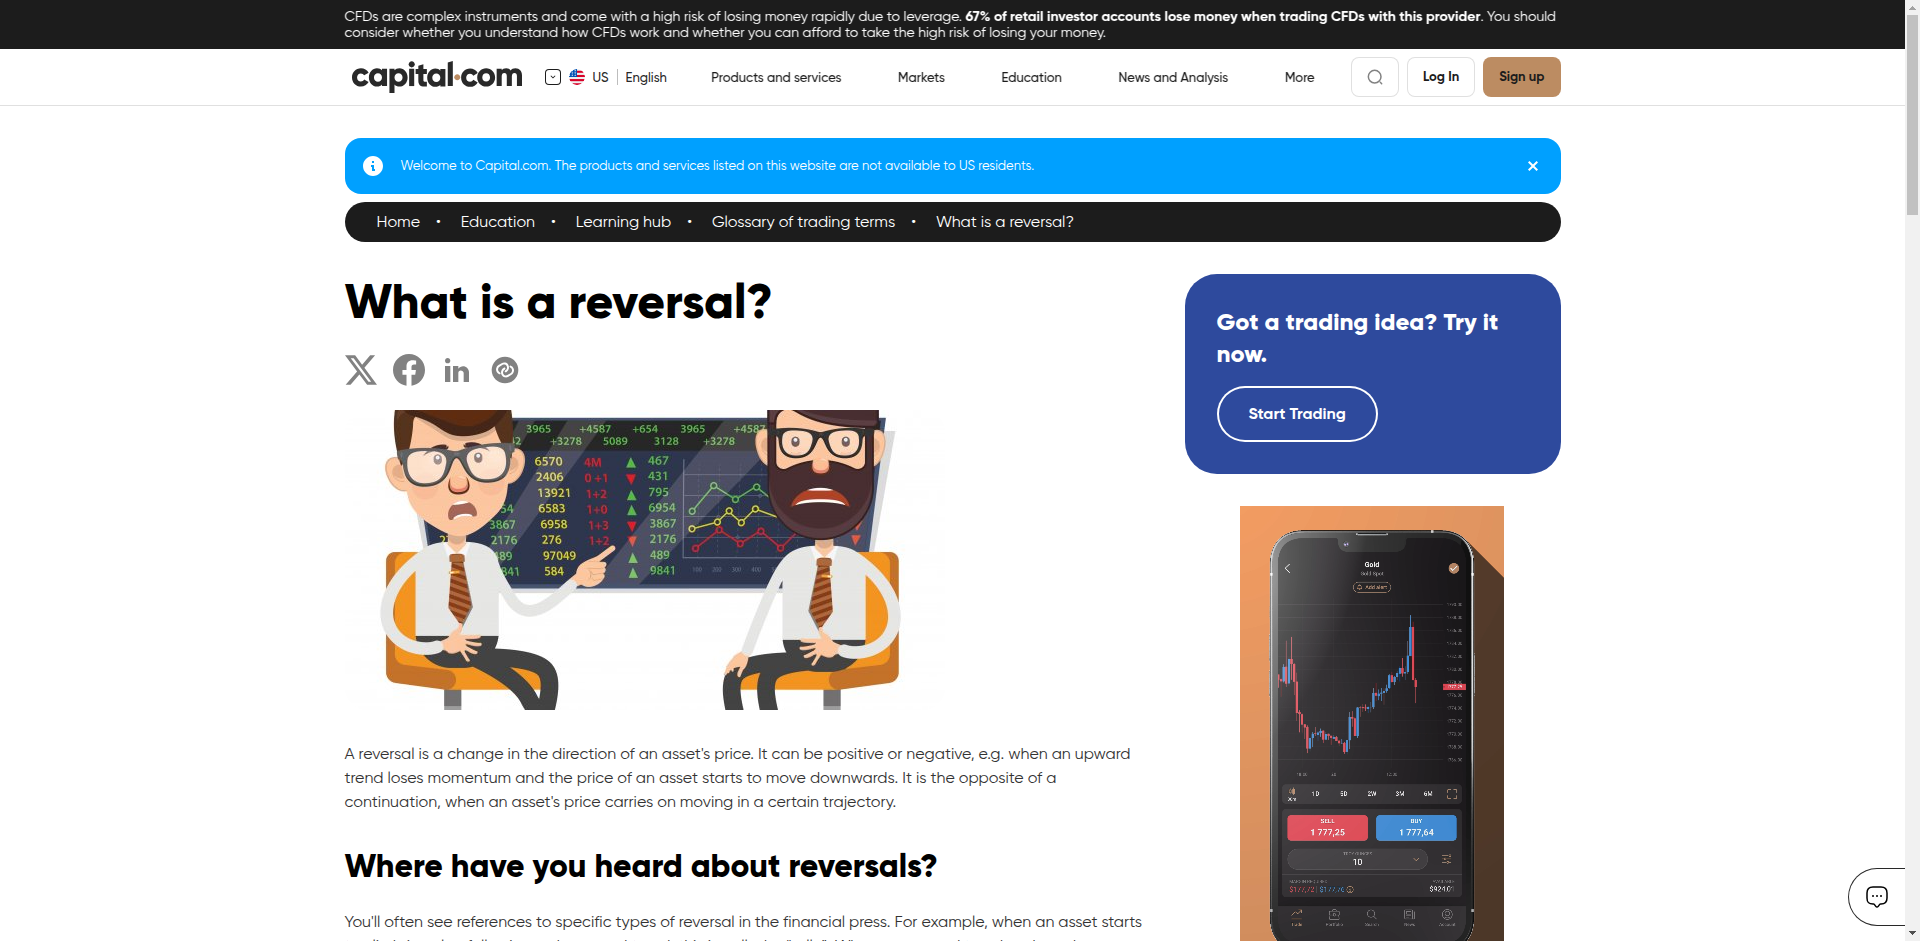 CFDs are complex instruments and come with a high risk of losing money rapidly due to leverage. 67% of retail investor accounts lose money when trading CFDs with this provider. You should
consider whether you understand how CFDs work and whether you can afford to take the high risk of losing your money.
capital.com
US
English
Products and services
Markets
Education
News and Analysis
More
Log In
Sign up
Welcome to Capital.com. The products and services listed on this website are not available to US residents.
Home • Education • Learning hub • Glossary of trading terms • What is a reversal?
What is a reversal?
Got a trading idea? Try it
now.
Start Trading
3965 +4587 +654 3965 +4587
+3278 5089 3128 +3278
6570 4M 467
2406 0+1 431
13921 1+2 795
6583 1+0 6954
3867 6958 1+3 3867
2176 276 1+2 2176
97049 489
584 9841
Gold
Gold Spot
Add alert
1D 5D 2W 3M 6M
SELL BUY
1 777,25 1 777,64
10
$924.01
A reversal is a change in the direction of an asset's price. It can be positive or negative, e.g. when an upward
trend loses momentum and the price of an asset starts to move downwards. It is the opposite of a
continuation, when an asset's price carries on moving in a certain trajectory.
Where have you heard about reversals?
You'll often see references to specific types of reversal in the financial press. For example, when an asset starts